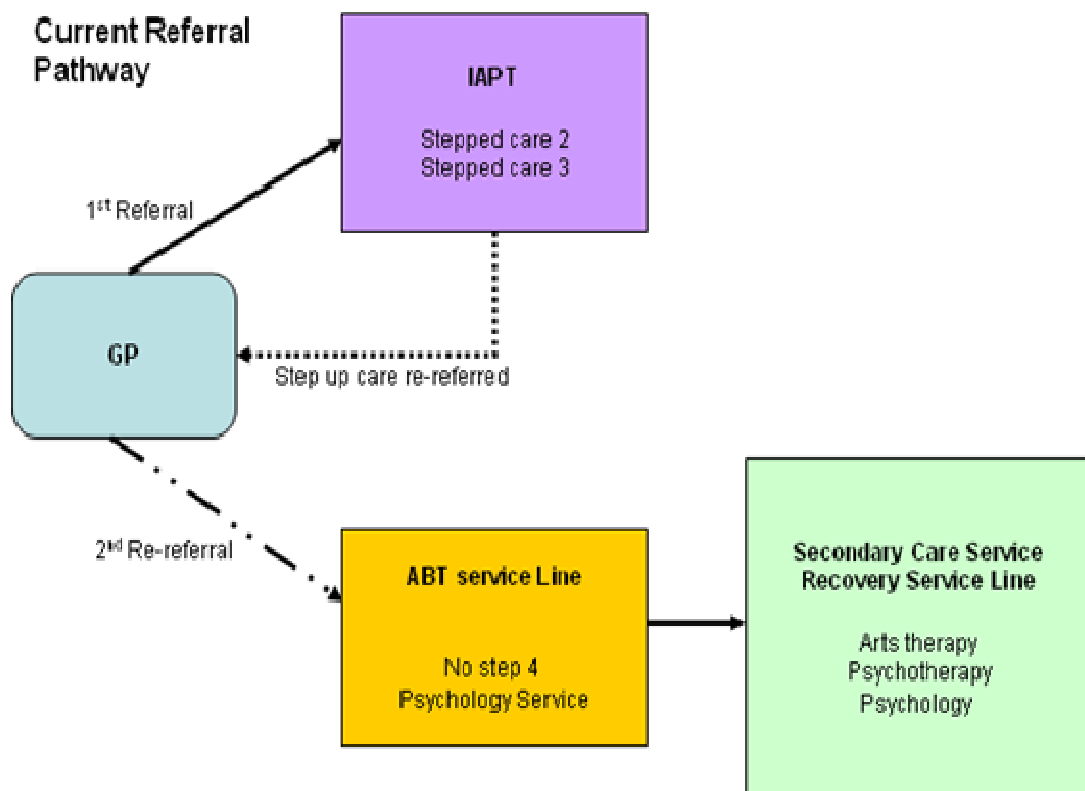 Current Referral
Pathway
IAPT
Stepped care 2
Stepped care 3
1st Referral
GP
Step up care re-referred
2nd Re-referral
ABT service Line
No step 4
Psychology Service
Secondary Care Service
Recovery Service Line
Arts therapy
Psychotherapy
Psychology